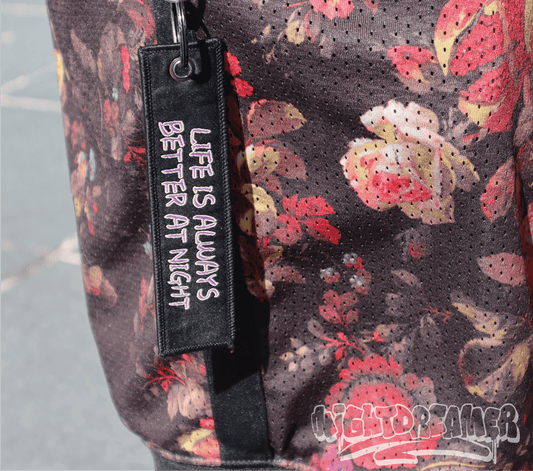 LIFE IS ALWAYS
BETTER AT NIGHT
NIGHTDREAMER